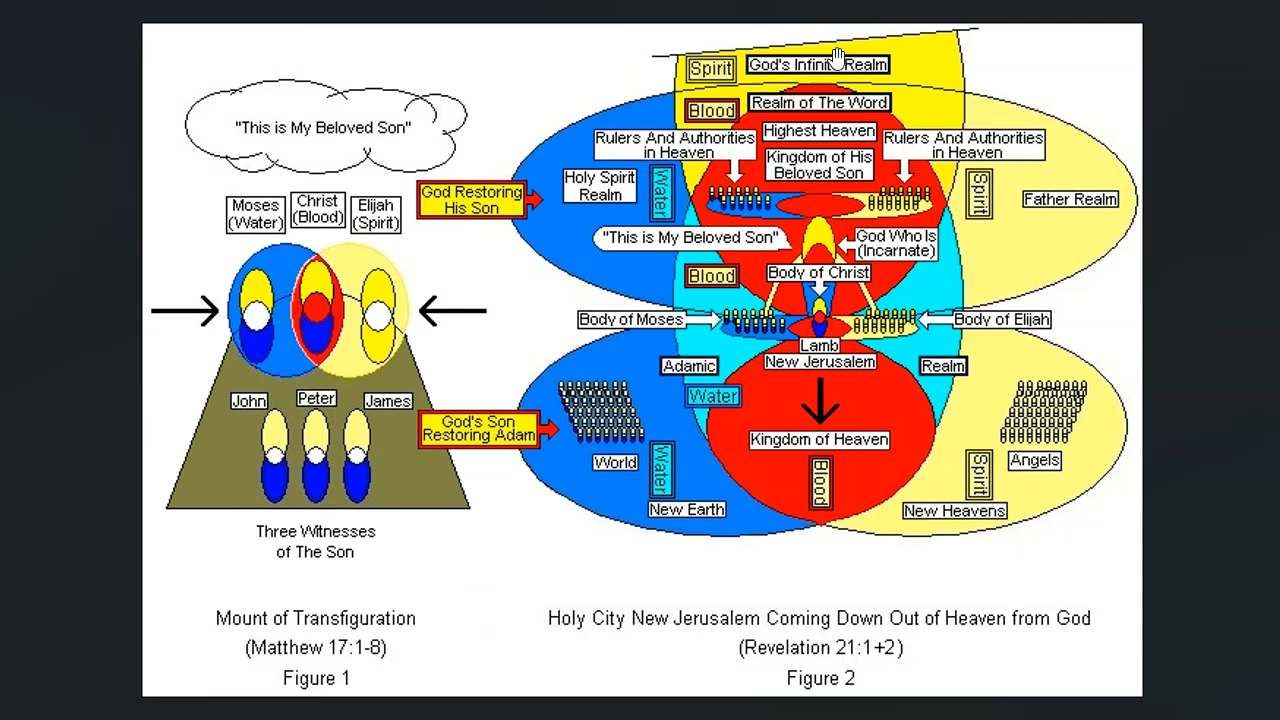 "This is My Beloved Son"
Moses
(Water)
Christ
(Blood)
Elijah
(Spirit)
John
Peter
James
Three Witnesses
of The Son
Mount of Transfiguration
(Matthew 17:1-8)
Figure 1
God Restoring
His Son
God's Son
Restoring Adam
Spirit
God's Infinite Realm
Blood
Realm of The Word
Highest Heaven
Rulers And Authorities
in Heaven
Kingdom of His
Beloved Son
Rulers And Authorities
in Heaven
Holy Spirit
Realm
Water
Spirit
Father Realm
"This is My Beloved Son"
God Who Is
(Incarnate)
Blood
Body of Christ
Body of Moses
Body of Elijah
Lamb
New Jerusalem
Adamic
Realm
Water
Kingdom of Heaven
World
Water
Blood
Spirit
Angels
New Earth
New Heavens
Holy City New Jerusalem Coming Down Out of Heaven from God
(Revelation 21:1+2)
Figure 2